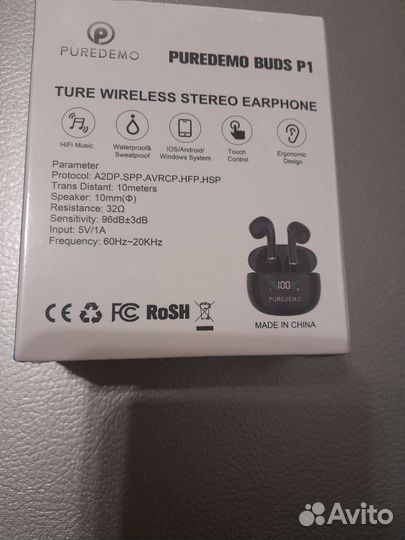 PUREDEMO
PUREDEMO BUDS P1
TURE WIRELESS STEREO EARPHONE
HiFi Music
Waterproof&
Sweatproof
IOS/Android/
Windows System
Touch
Control
Ergonomic
Design
Parameter
Protocol: A2DP.SPP.AVRCP.HFP.HSP
Trans Distant: 10meters
Speaker: 10mm(Φ)
Resistance: 32Ω
Sensitivity: 96dB±3dB
Input: 5V/1A
Frequency: 60Hz~20KHz
100
PUREDEMO
CE FC RoSH
MADE IN CHINA
Avito